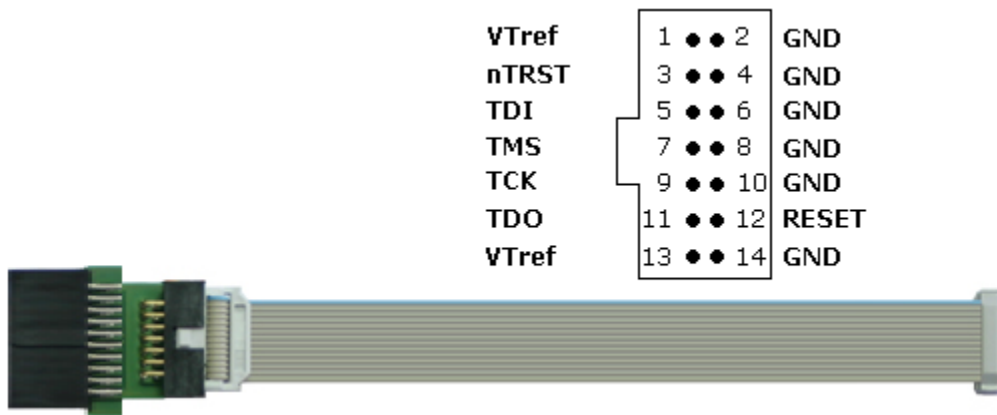 VTref 1 2 GND
nTRST 3 4 GND
TDI 5 6 GND
TMS 7 8 GND
TCK 9 10 GND
TDO 11 12 RESET
VTref 13 14 GND